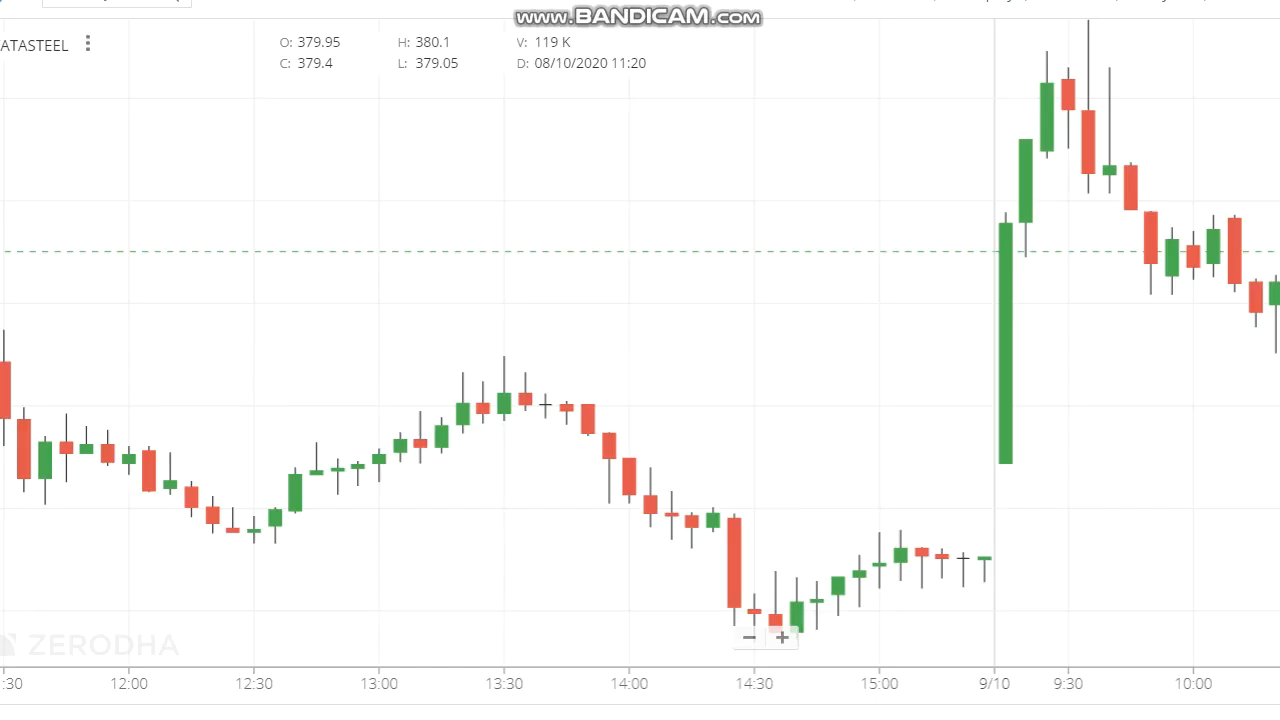 www.BANDICAM.com
ATASTEEL
O: 379.95 H: 380.1 V: 119 K
C: 379.4 L: 379.05 D: 08/10/2020 11:20
ZERODHA
:30 12:00 12:30 13:00 13:30 14:00 14:30 15:00 9/10 9:30 10:00